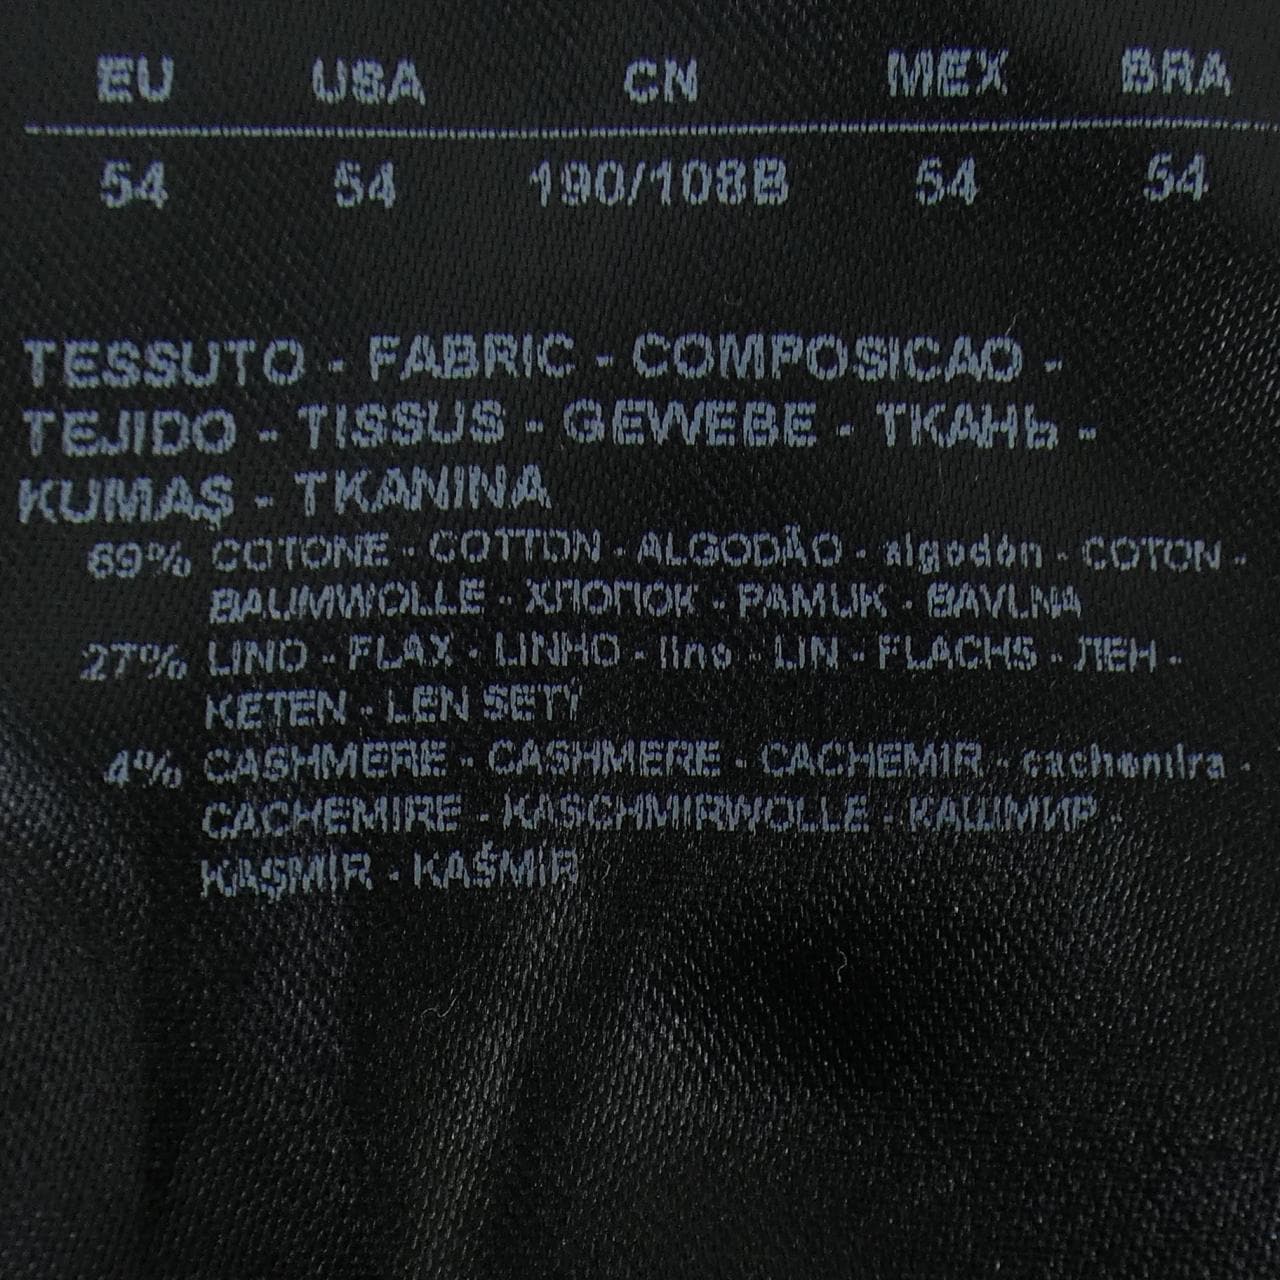 EU USA CN MEX BRA
54 54 190/108B 54 54
TESSUTO - FABRIC - COMPOSICAO -
TEJIDO - TISSUS - GEWEBE - ТКАНЬ -
KUMAŞ - TKANINA
69% COTONE - COTTON - ALGODÃO - algodón - COTON -
BAUMWOLLE - ХЛОПОК - PAMUK - BAVLNA
27% LINO - FLAX - LINHO - lino - LIN - FLACHS - ЛЕН -
KETEN - LEN SETÝ
4% CASHMERE - CASHMERE - CACHEMIR - cachemira -
CACHEMIRE - KASCHMIRWOLLE - КАШМИР -
KAŞMIR - KAŠMÍR